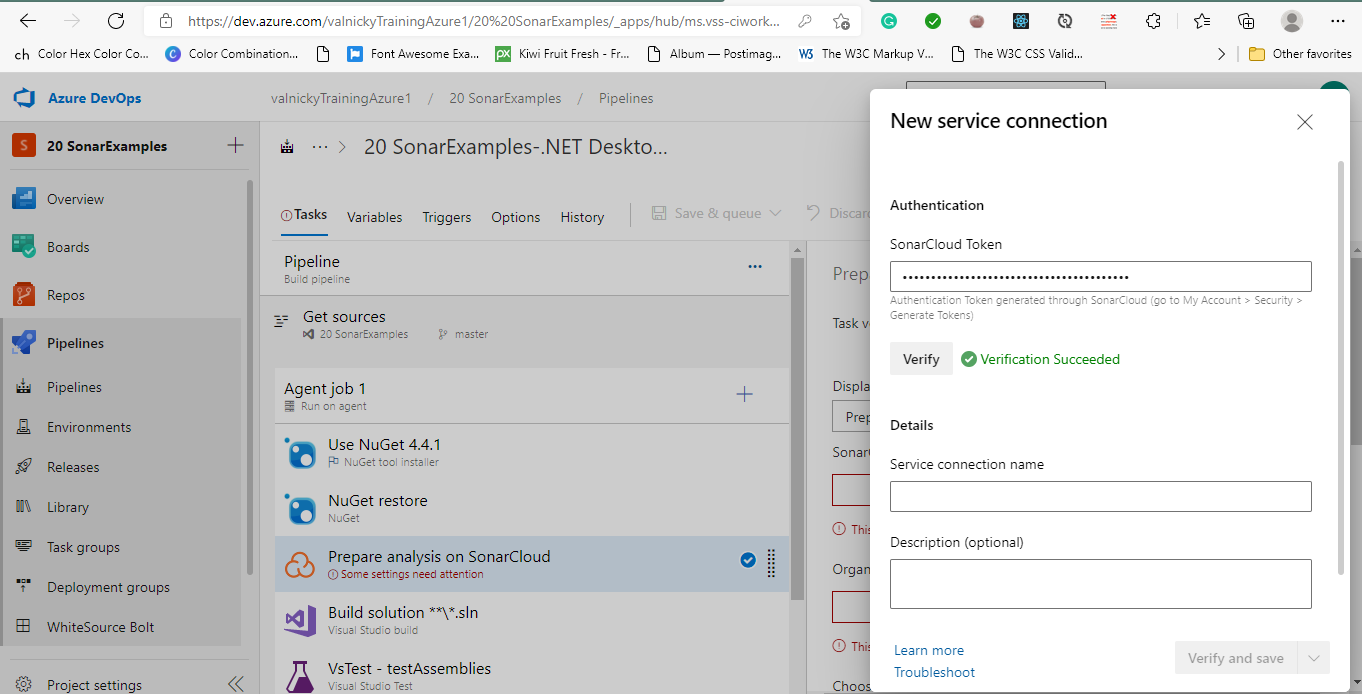 https://dev.azure.com/valnickyTrainingAzure1/20%20SonarExamples/_apps/hub/ms.vss-ciwork...
ch Color Hex Color Co...
C Color Combination...
Font Awesome Exa...
px Kiwi Fruit Fresh - Fr...
Album — Postimag...
W3 The W3C Markup V...
The W3C CSS Valid...
Other favorites
Azure DevOps
valnickyTrainingAzure1 / 20 SonarExamples / Pipelines
S 20 SonarExamples
Overview
Boards
Repos
Pipelines
Pipelines
Environments
Releases
Library
Task groups
Deployment groups
WhiteSource Bolt
Project settings
20 SonarExamples-.NET Deskto...
Tasks
Variables
Triggers
Options
History
Save & queue
Discar
Pipeline
Build pipeline
Get sources
20 SonarExamples
master
Agent job 1
Run on agent
Use NuGet 4.4.1
NuGet tool installer
NuGet restore
NuGet
Prepare analysis on SonarCloud
Some settings need attention
Build solution **\*.sln
Visual Studio build
VsTest - testAssemblies
Visual Studio Test
Prep
Task v
Displa
Prep
Sonar
This
Organ
This
Choos
New service connection
Authentication
SonarCloud Token
Authentication Token generated through SonarCloud (go to My Account > Security >
Generate Tokens)
Verify
Verification Succeeded
Details
Service connection name
Description (optional)
Learn more
Troubleshoot
Verify and save